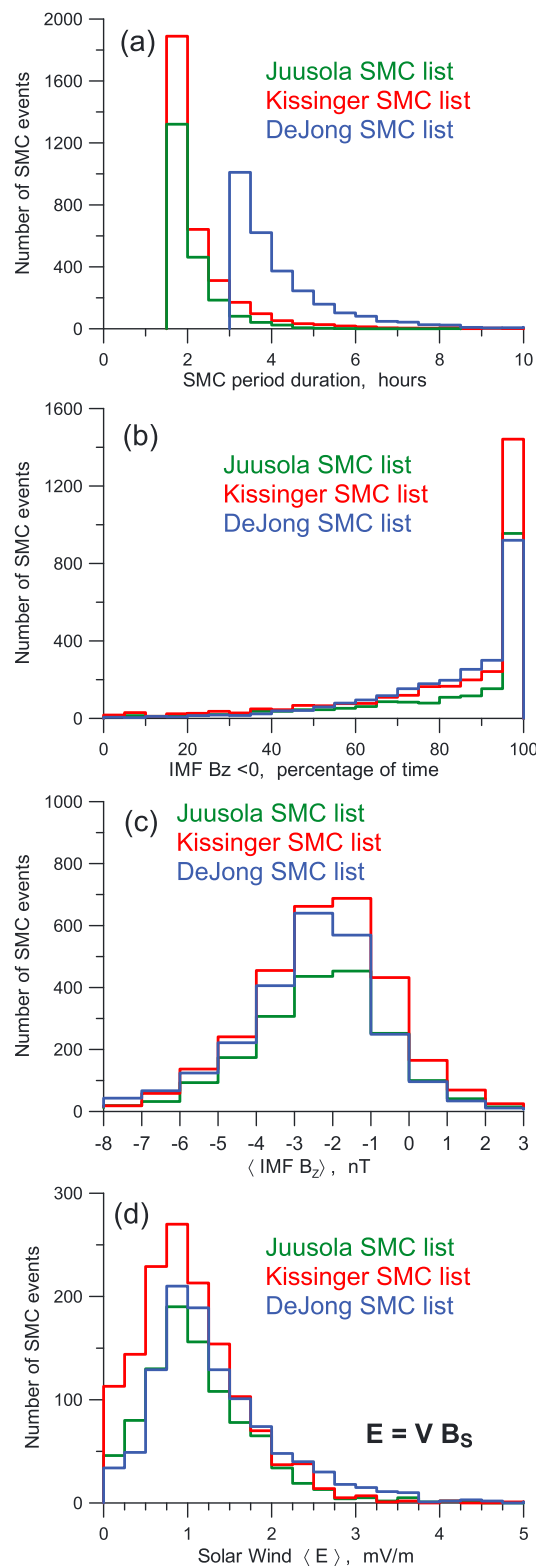 (a)
Juusola SMC list
Kissinger SMC list
DeJong SMC list
Number of SMC events
2000
1600
1200
800
400
0
0 2 4 6 8 10
SMC period duration, hours
(b)
Juusola SMC list
Kissinger SMC list
DeJong SMC list
Number of SMC events
1600
1200
800
400
0
0 20 40 60 80 100
IMF Bz <0, percentage of time
(c)
Juusola SMC list
Kissinger SMC list
DeJong SMC list
Number of SMC events
1000
800
600
400
200
0
-8 -7 -6 -5 -4 -3 -2 -1 0 1 2 3
⟨ IMF B_Z⟩ , nT
(d)
Juusola SMC list
Kissinger SMC list
DeJong SMC list
Number of SMC events
300
200
100
0
E = V B_S
0 1 2 3 4 5
Solar Wind ⟨ E ⟩ , mV/m